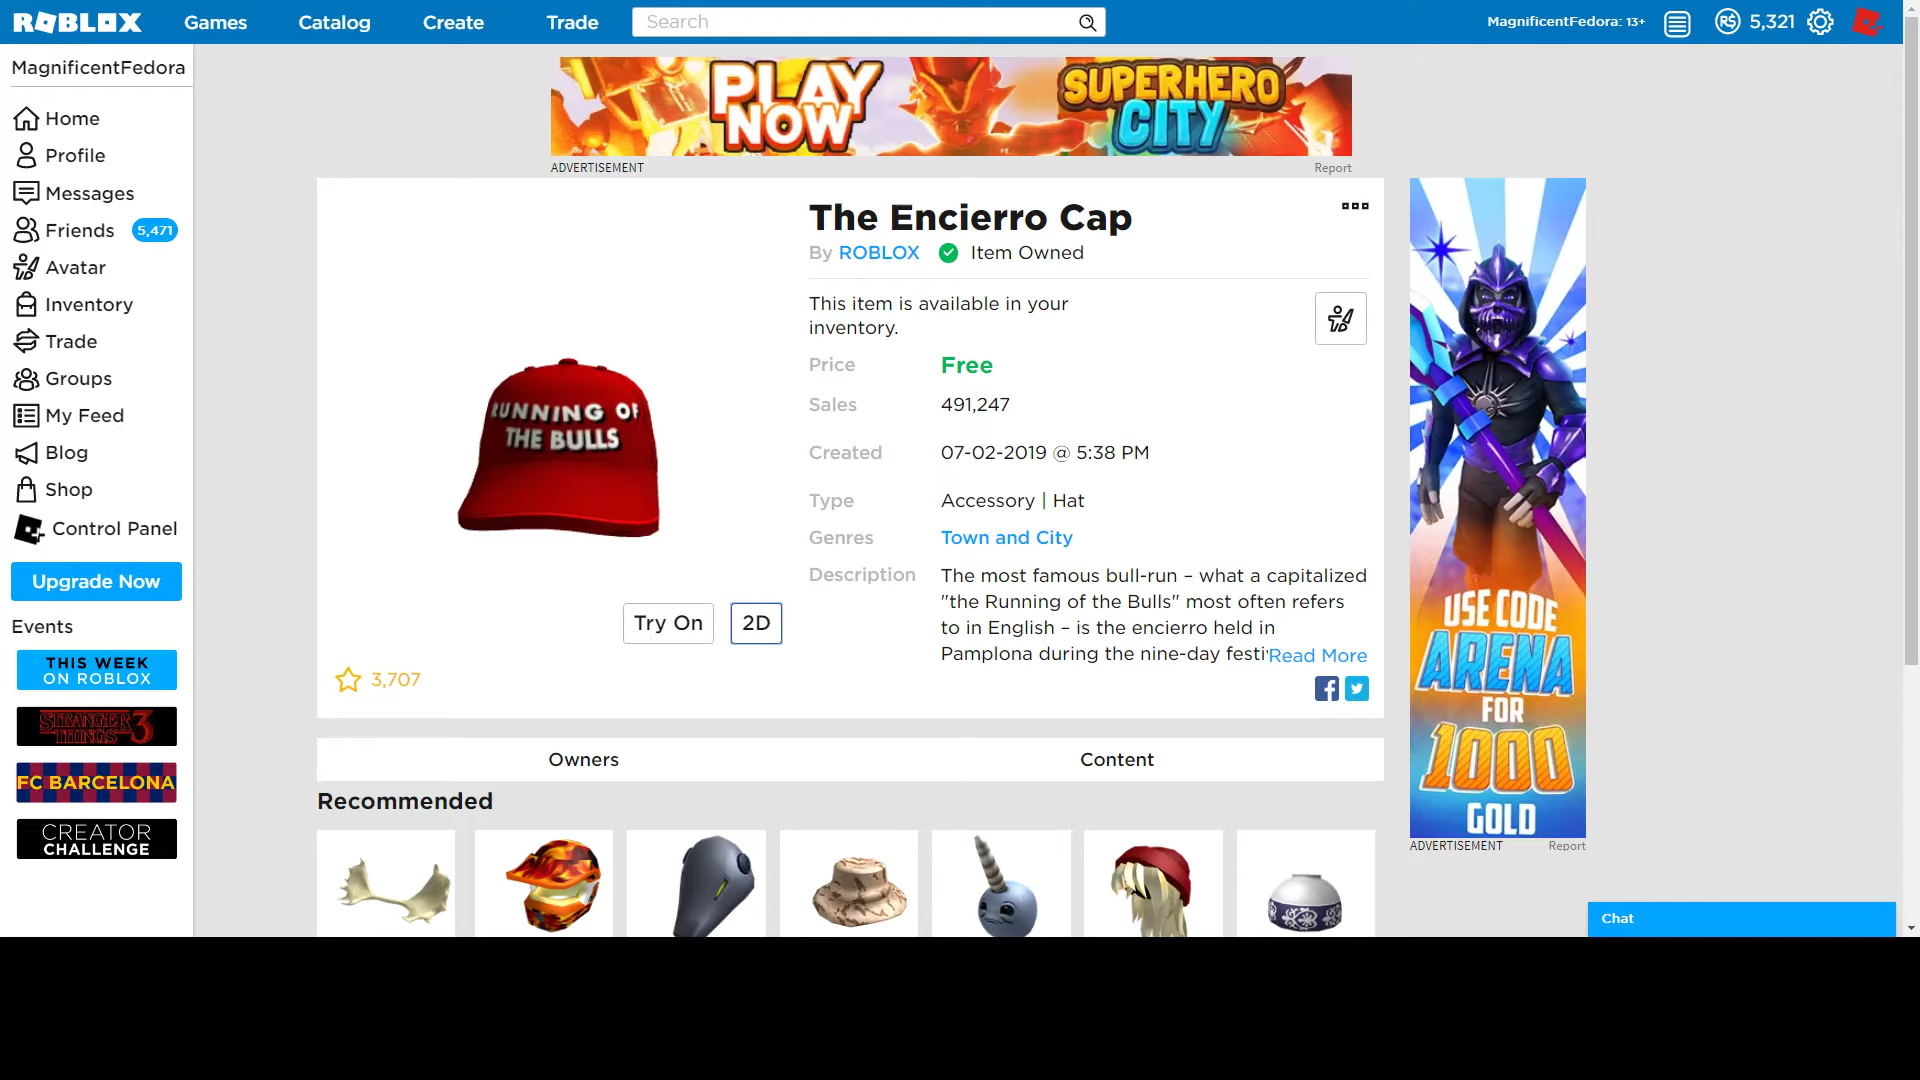 ROBLOX
Games
Catalog
Create
Trade
Search
MagnificentFedora: 13+
5,321
MagnificentFedora
Home
Profile
Messages
Friends
5,471
Avatar
Inventory
Trade
Groups
My Feed
Blog
Shop
Control Panel
Upgrade Now
Events
THIS WEEK
ON ROBLOX
STRANGER
THINGS 3
FC BARCELONA
CREATOR
CHALLENGE
PLAY
NOW
SUPERHERO
CITY
ADVERTISEMENT
Report
RUNNING OF
THE BULLS
Try On
2D
3,707
The Encierro Cap
By ROBLOX
Item Owned
This item is available in your
inventory.
Price
Free
Sales
491,247
Created
07-02-2019 @ 5:38 PM
Type
Accessory | Hat
Genres
Town and City
Description
The most famous bull-run – what a capitalized
"the Running of the Bulls" most often refers
to in English – is the encierro held in
Pamplona during the nine-day festi
Read More
Owners
Content
Recommended
USE CODE
ARENA
FOR
1000
GOLD
ADVERTISEMENT
Report
Chat